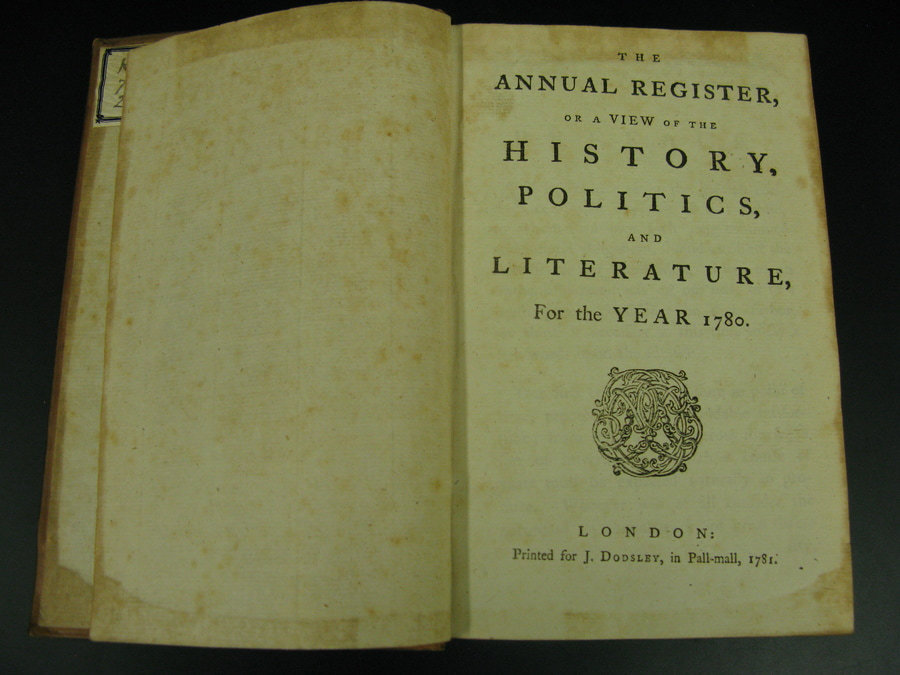 THE
ANNUAL REGISTER,
OR A VIEW OF THE
HISTORY,
POLITICS,
AND
LITERATURE,
For the YEAR 1780.
LONDON:
Printed for J. DODSLEY, in Pall-mall, 1781.